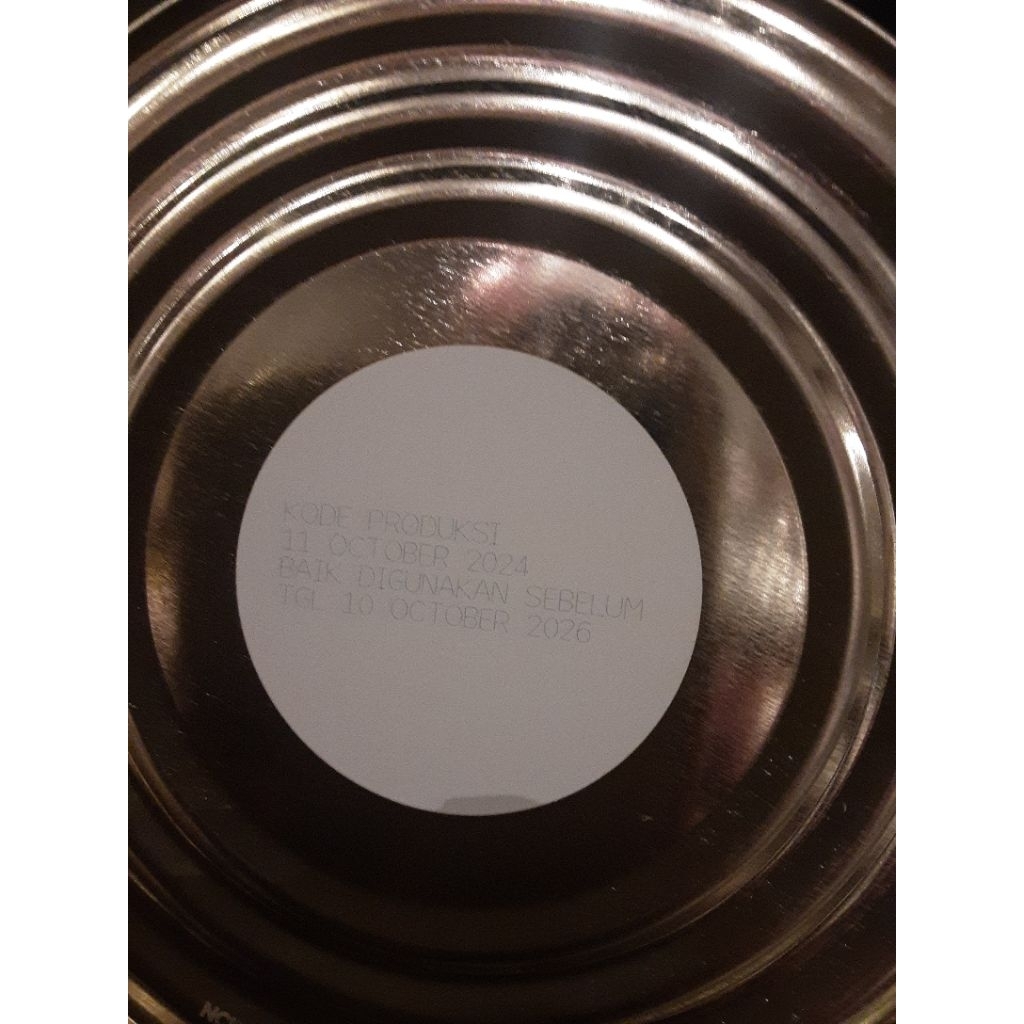 KODE PRODUKSI
11 OCTOBER 2024
BAIK DIGUNAKAN SEBELUM
TGL 10 OCTOBER 2026